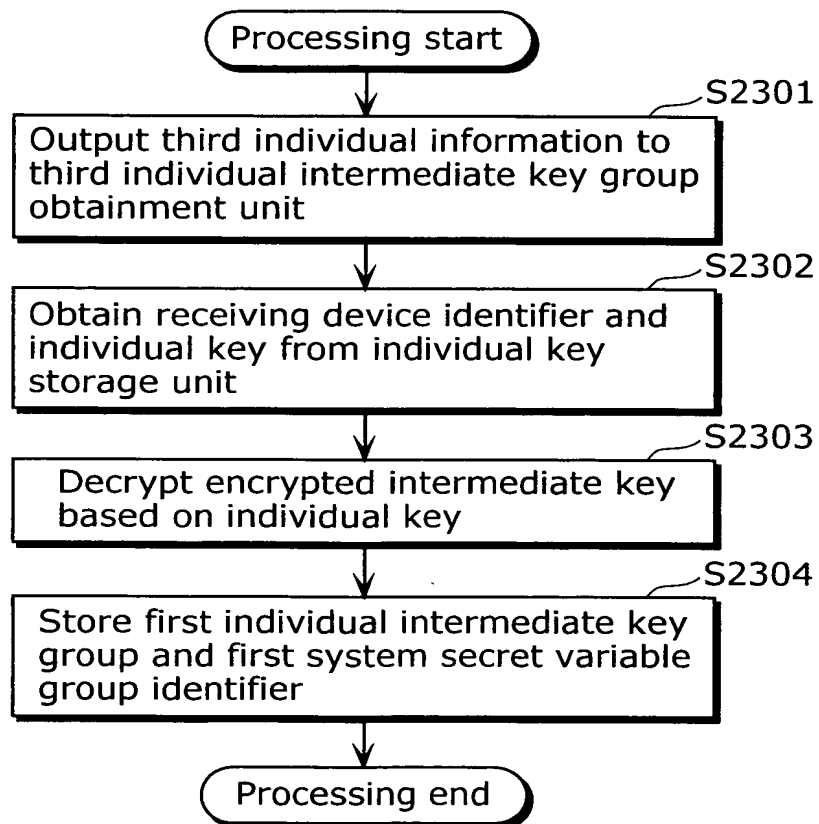 Processing start
S2301
Output third individual information to
third individual intermediate key group
obtainment unit
S2302
Obtain receiving device identifier and
individual key from individual key
storage unit
S2303
Decrypt encrypted intermediate key
based on individual key
S2304
Store first individual intermediate key
group and first system secret variable
group identifier
Processing end